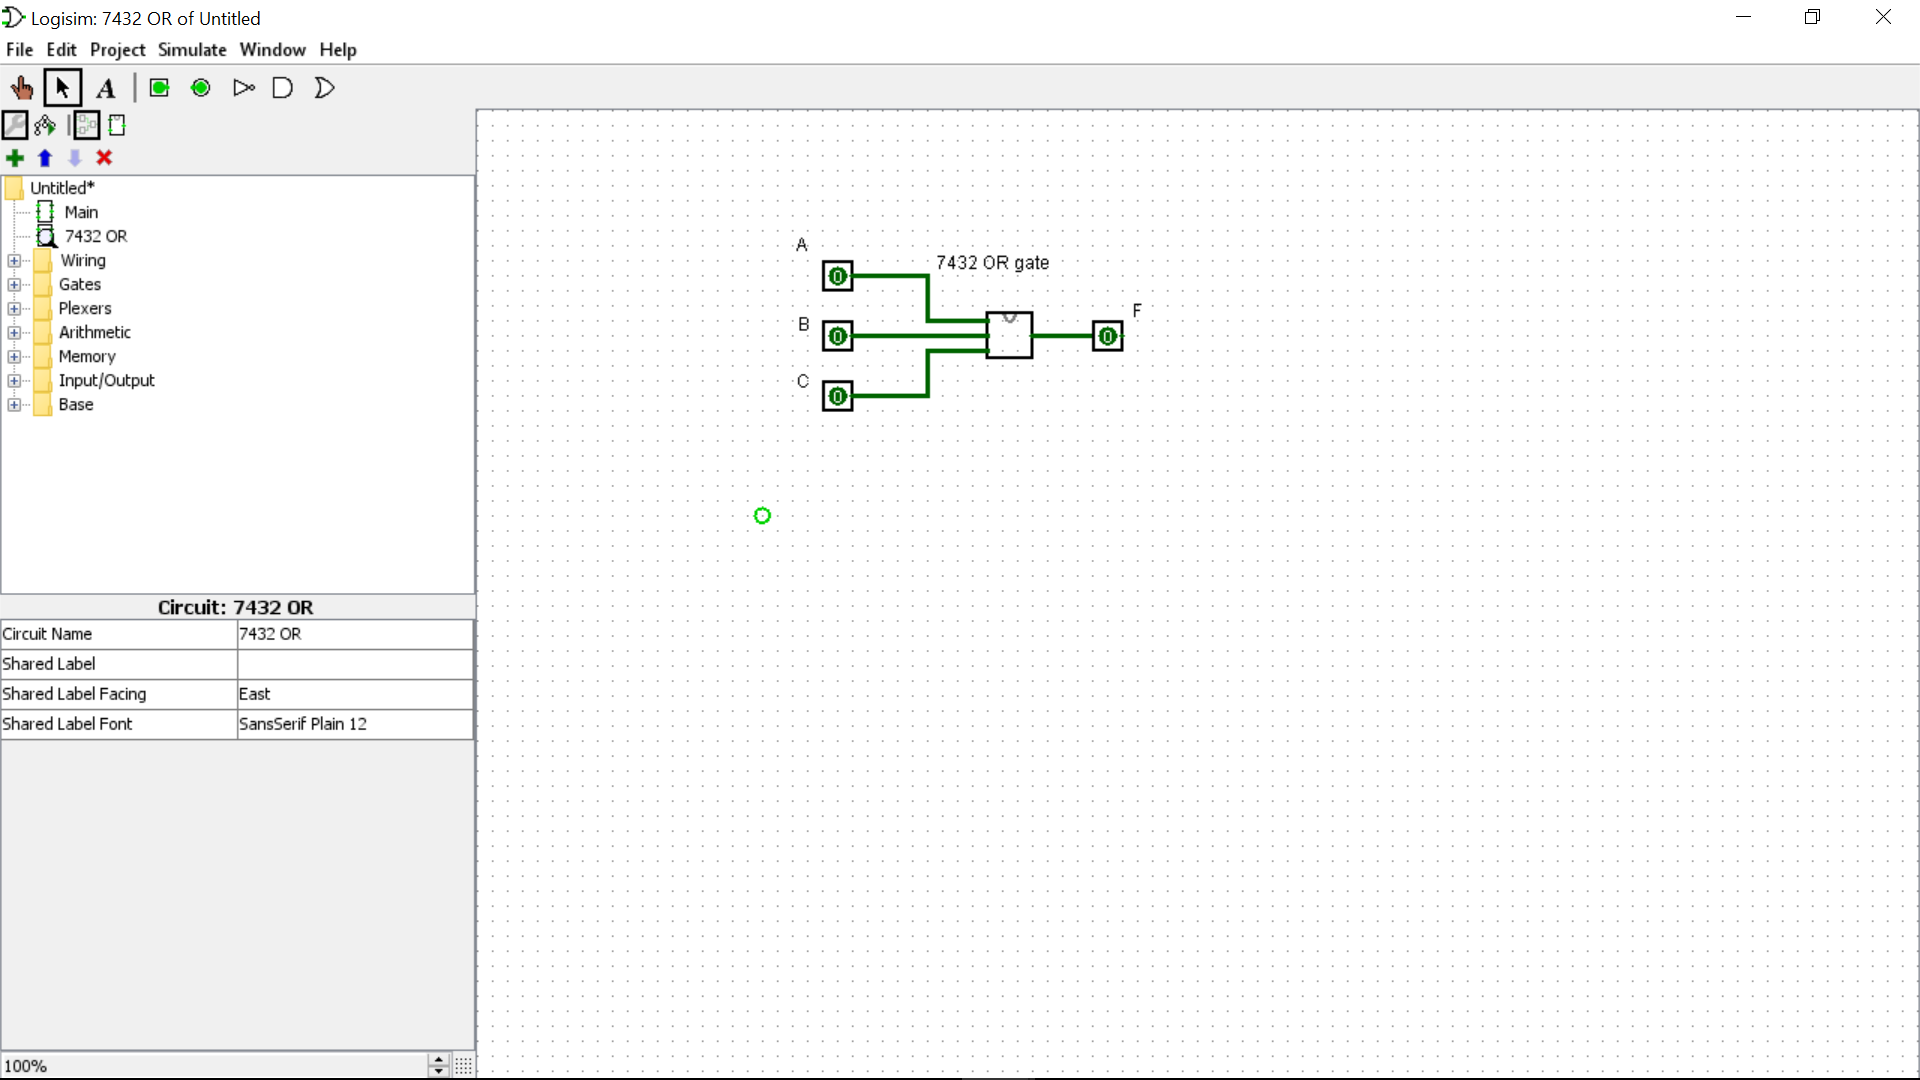 Logisim: 7432 OR of Untitled
File Edit Project Simulate Window Help
A
Untitled*
Main
7432 OR
Wiring
Gates
Plexers
Arithmetic
Memory
Input/Output
Base
Circuit: 7432 OR
Circuit Name 7432 OR
Shared Label
Shared Label Facing East
Shared Label Font SansSerif Plain 12
100%
A
0
7432 OR gate
B
0
F
0
C
0